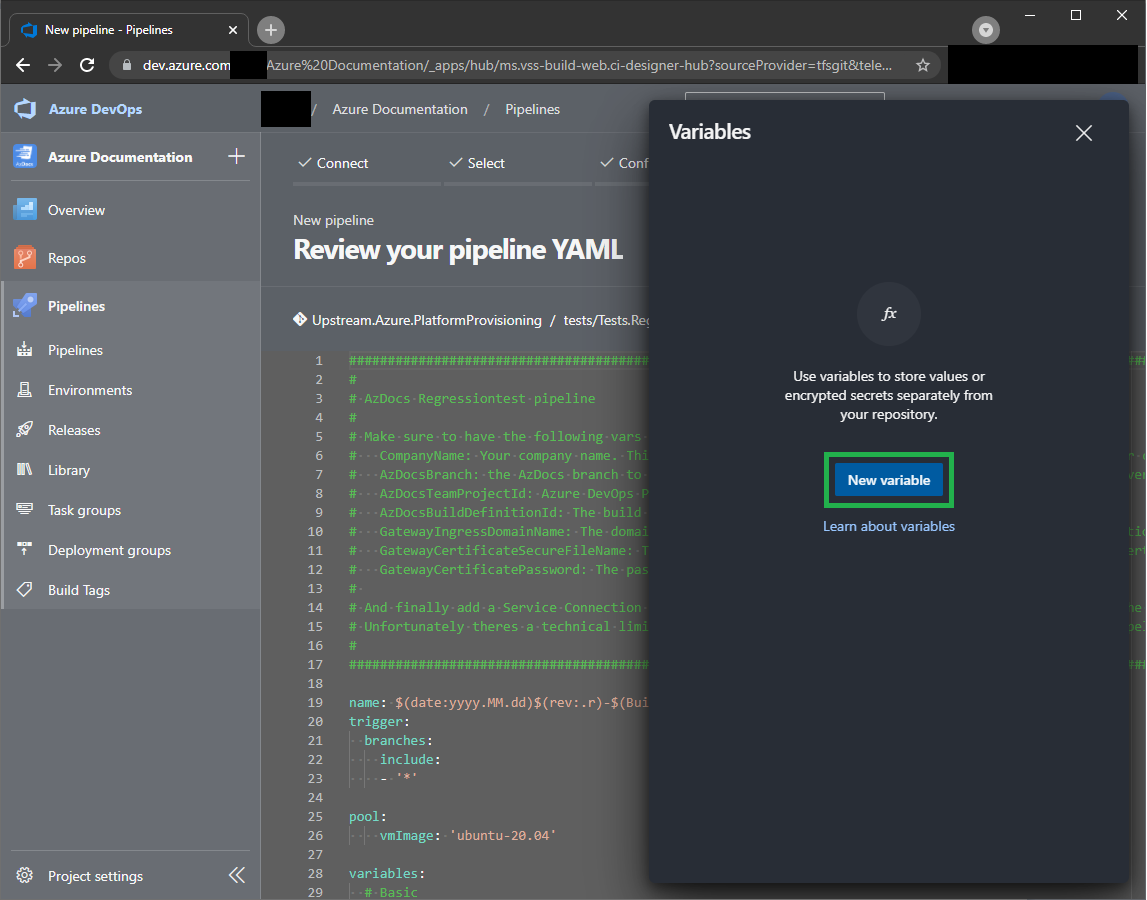 New pipeline - Pipelines
dev.azure.com
Azure%20Documentation/_apps/hub/ms.vss-build-web.ci-designer-hub?sourceProvider=tfsgit&tele...
Azure DevOps
/ Azure Documentation / Pipelines
Azure Documentation
Overview
Repos
Pipelines
Pipelines
Environments
Releases
Library
Task groups
Deployment groups
Build Tags
Project settings
Connect
Select
Conf
New pipeline
Review your pipeline YAML
Upstream.Azure.PlatformProvisioning / tests/Tests.Reg
1 #######################################
2 #
3 # AzDocs Regressiontest pipeline
4 #
5 # Make sure to have the following vars
6 #   CompanyName: Your company name. Thi
7 #   AzDocsBranch: the AzDocs branch to
8 #   AzDocsTeamProjectId: Azure DevOps P
9 #   AzDocsBuildDefinitionId: The build
10 #   GatewayIngressDomainName: The domai
11 #   GatewayCertificateSecureFileName: T
12 #   GatewayCertificatePassword: The pas
13 #
14 # And finally add a Service Connection
15 # Unfortunately theres a technical limi
16 #
17 #######################################
18
19 name: $(date:yyyy.MM.dd)$(rev:.r)-$(Bui
20 trigger:
21   branches:
22     include:
23     - '*'
24
25 pool:
26     vmImage: 'ubuntu-20.04'
27
28 variables:
29   # Basic
Variables
fx
Use variables to store values or
encrypted secrets separately from
your repository.
New variable
Learn about variables